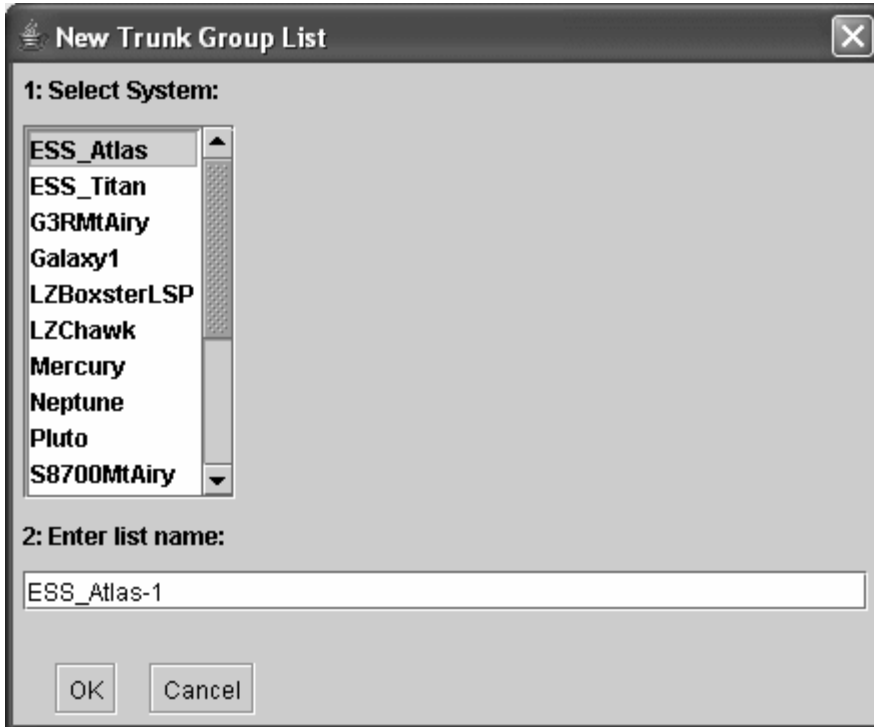 New Trunk Group List
1: Select System:
ESS_Atlas
ESS_Titan
G3RMtAiry
Galaxy1
LZBoxsterLSP
LZChawk
Mercury
Neptune
Pluto
S8700MtAiry
2: Enter list name:
ESS_Atlas-1
OK Cancel